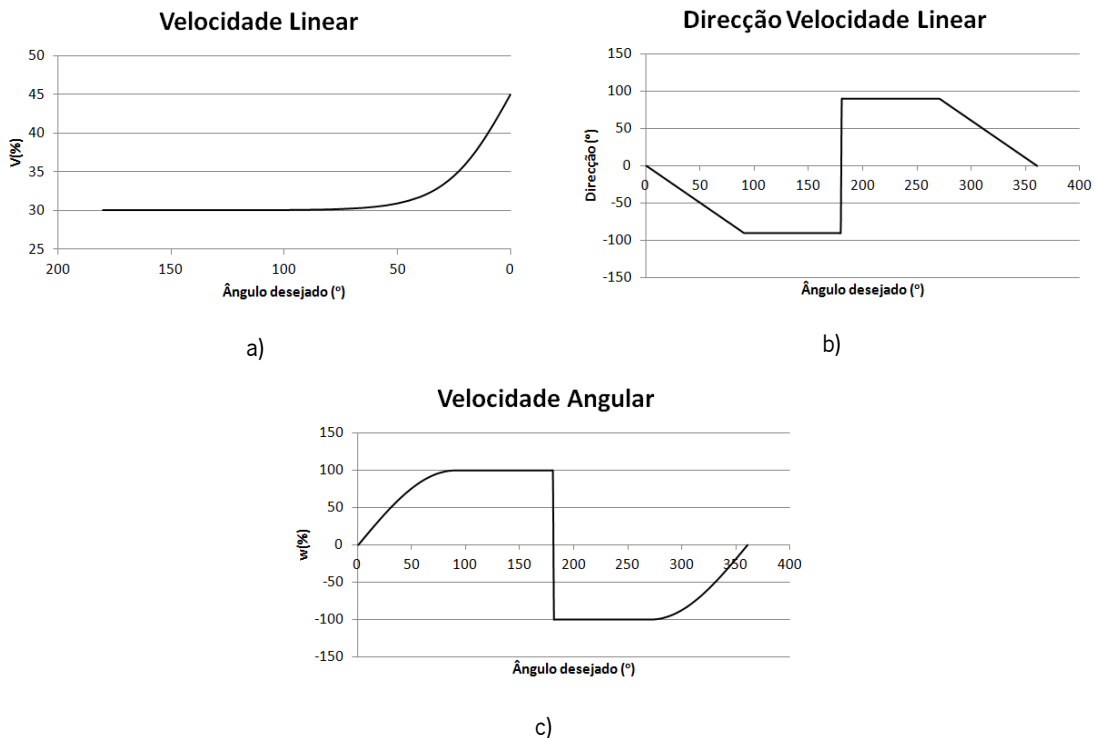 Velocidade Linear
50
45
40
35
30
25
V(%)
200 150 100 50 0
Ângulo desejado (º)
a)
Direcção Velocidade Linear
150
100
50
0
-50
-100
-150
Direcção (º)
0 50 100 150 200 250 300 350 400
Ângulo desejado (º)
b)
Velocidade Angular
150
100
50
0
-50
-100
-150
w(%)
0 50 100 150 200 250 300 350 400
Ângulo desejado (º)
c)